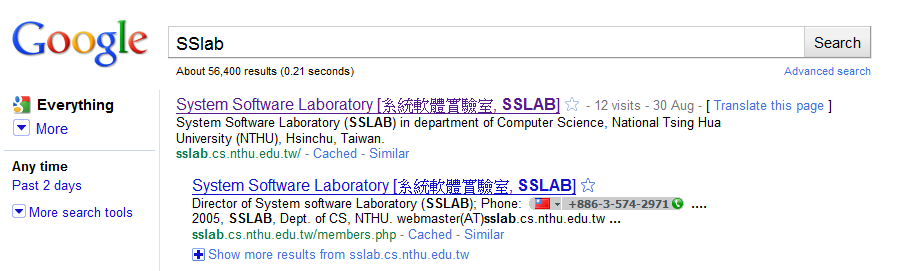 Google
SSlab
Search
About 56,400 results (0.21 seconds)
Advanced search
Everything
More
Any time
Past 2 days
More search tools
System Software Laboratory [系統軟體實驗室, SSLAB] - 12 visits - 30 Aug - [ Translate this page ]
System Software Laboratory (SSLAB) in department of Computer Science, National Tsing Hua
University (NTHU), Hsinchu, Taiwan.
sslab.cs.nthu.edu.tw/ - Cached - Similar
System Software Laboratory [系統軟體實驗室, SSLAB]
Director of System software Laboratory (SSLAB); Phone: +886-3-574-2971 ....
2005, SSLAB, Dept. of CS, NTHU. webmaster(AT)sslab.cs.nthu.edu.tw ...
sslab.cs.nthu.edu.tw/members.php - Cached - Similar
Show more results from sslab.cs.nthu.edu.tw